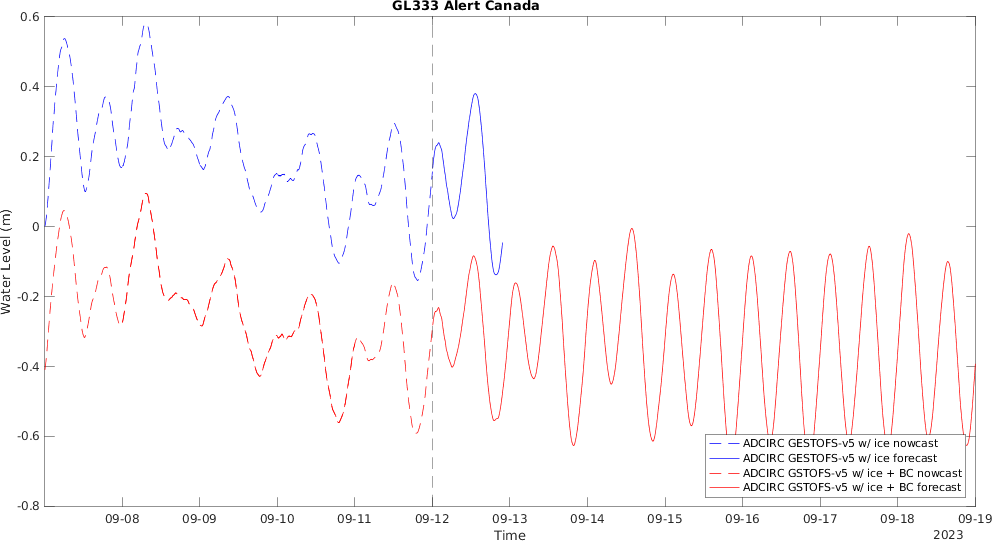 GL333 Alert Canada
0.6
0.4
0.2
0
-0.2
-0.4
-0.6
-0.8
Water Level (m)
ADCIRC GESTOFS-v5 w/ ice nowcast
ADCIRC GESTOFS-v5 w/ ice forecast
ADCIRC GSTOFS-v5 w/ ice + BC nowcast
ADCIRC GSTOFS-v5 w/ ice + BC forecast
09-08 09-09 09-10 09-11 09-12 09-13 09-14 09-15 09-16 09-17 09-18 09-19
Time
2023